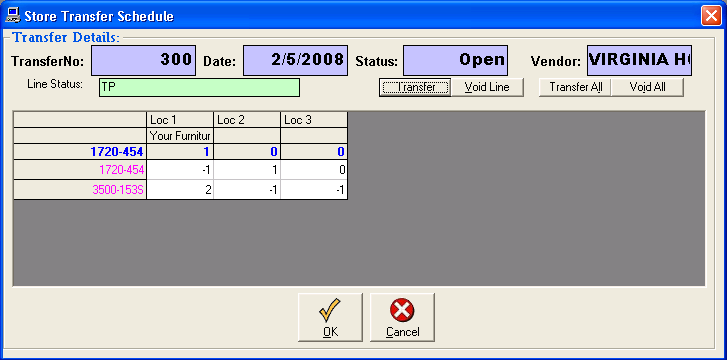 Store Transfer Schedule
Transfer Details:
TransferNo: 300 Date: 2/5/2008 Status: Open Vendor: VIRGINIA H
Line Status: TP Transfer Void Line Transfer All Void All
Loc 1 Loc 2 Loc 3
Your Furnitur
1720-454 1 0 0
1720-454 -1 1 0
3500-153S 2 -1 -1
OK Cancel